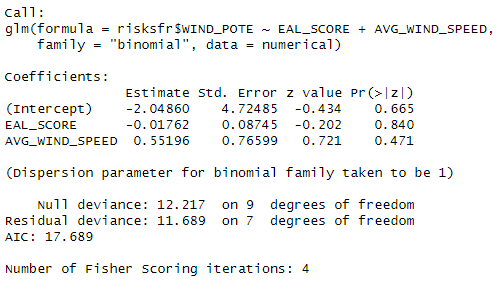 Call:
glm(formula = risksfr$WIND_POTE ~ EAL_SCORE + AVG_WIND_SPEED,
    family = "binomial", data = numerical)

Coefficients:
               Estimate Std. Error z value Pr(>|z|)
(Intercept)    -2.04860    4.72485  -0.434    0.665
EAL_SCORE      -0.01762    0.08745  -0.202    0.840
AVG_WIND_SPEED  0.55196    0.76599   0.721    0.471

(Dispersion parameter for binomial family taken to be 1)

    Null deviance: 12.217  on 9  degrees of freedom
Residual deviance: 11.689  on 7  degrees of freedom
AIC: 17.689

Number of Fisher Scoring iterations: 4